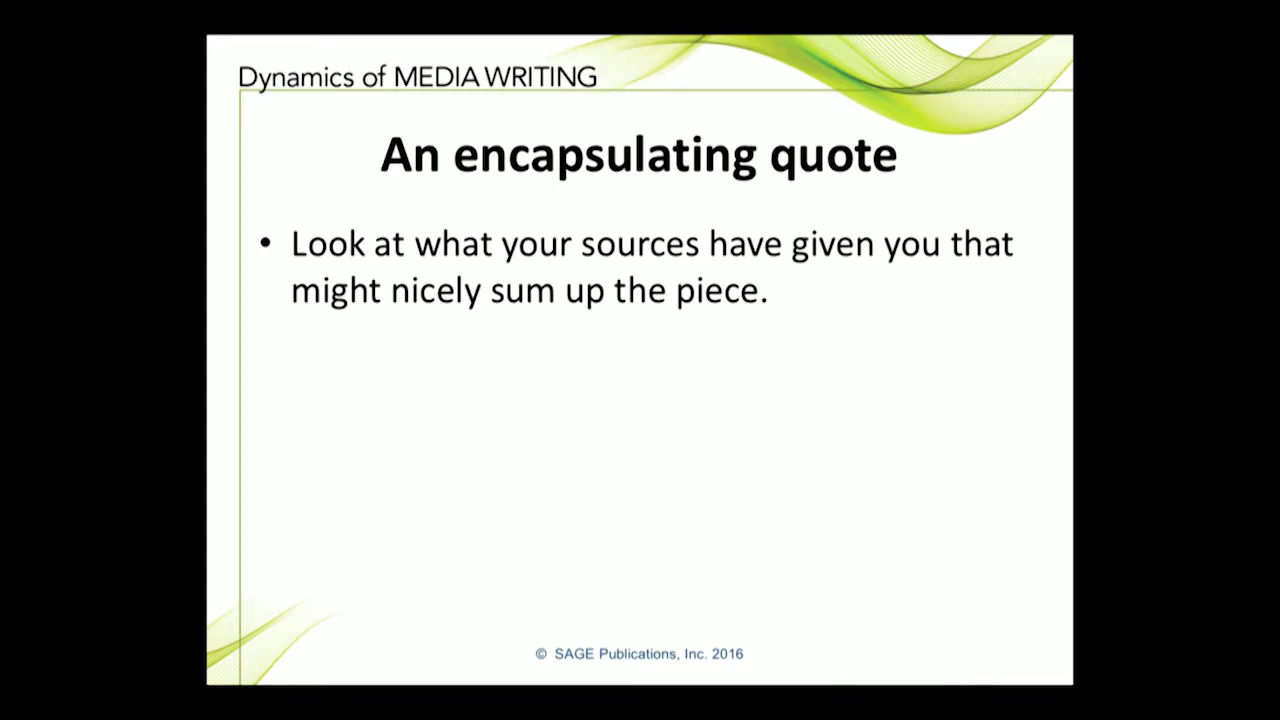 Dynamics of MEDIA WRITING
An encapsulating quote
• Look at what your sources have given you that
might nicely sum up the piece.
© SAGE Publications, Inc. 2016